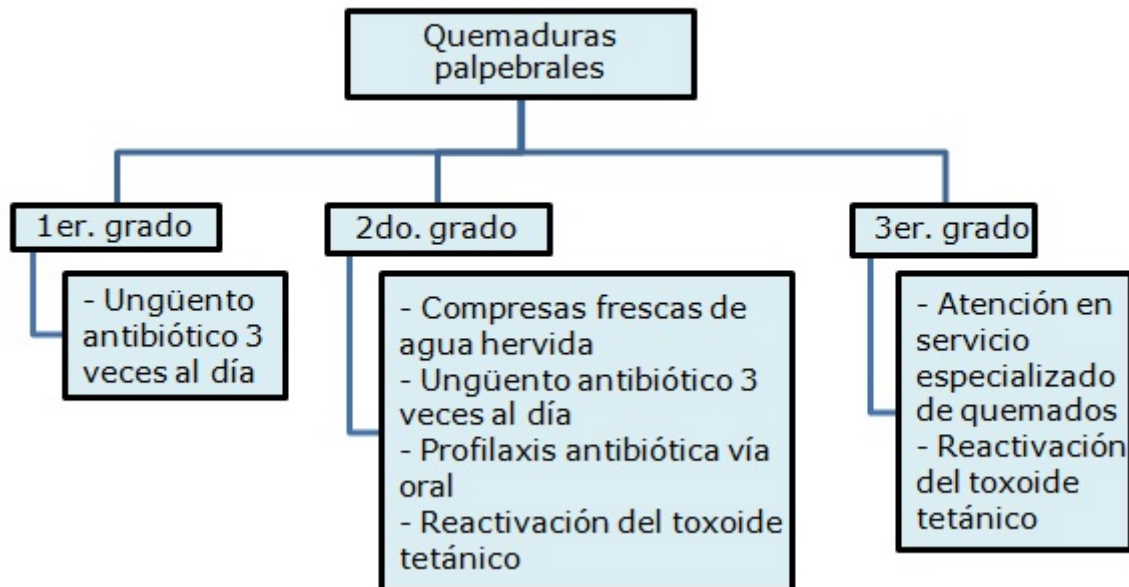 Quemaduras
palpebrales
1er. grado
- Ungüento
antibiótico 3
veces al día
2do. grado
- Compresas frescas de
agua hervida
- Ungüento antibiótico 3
veces al día
- Profilaxis antibiótica vía
oral
- Reactivación del toxoide
tetánico
3er. grado
- Atención en
servicio
especializado
de quemados
- Reactivación
del toxoide
tetánico